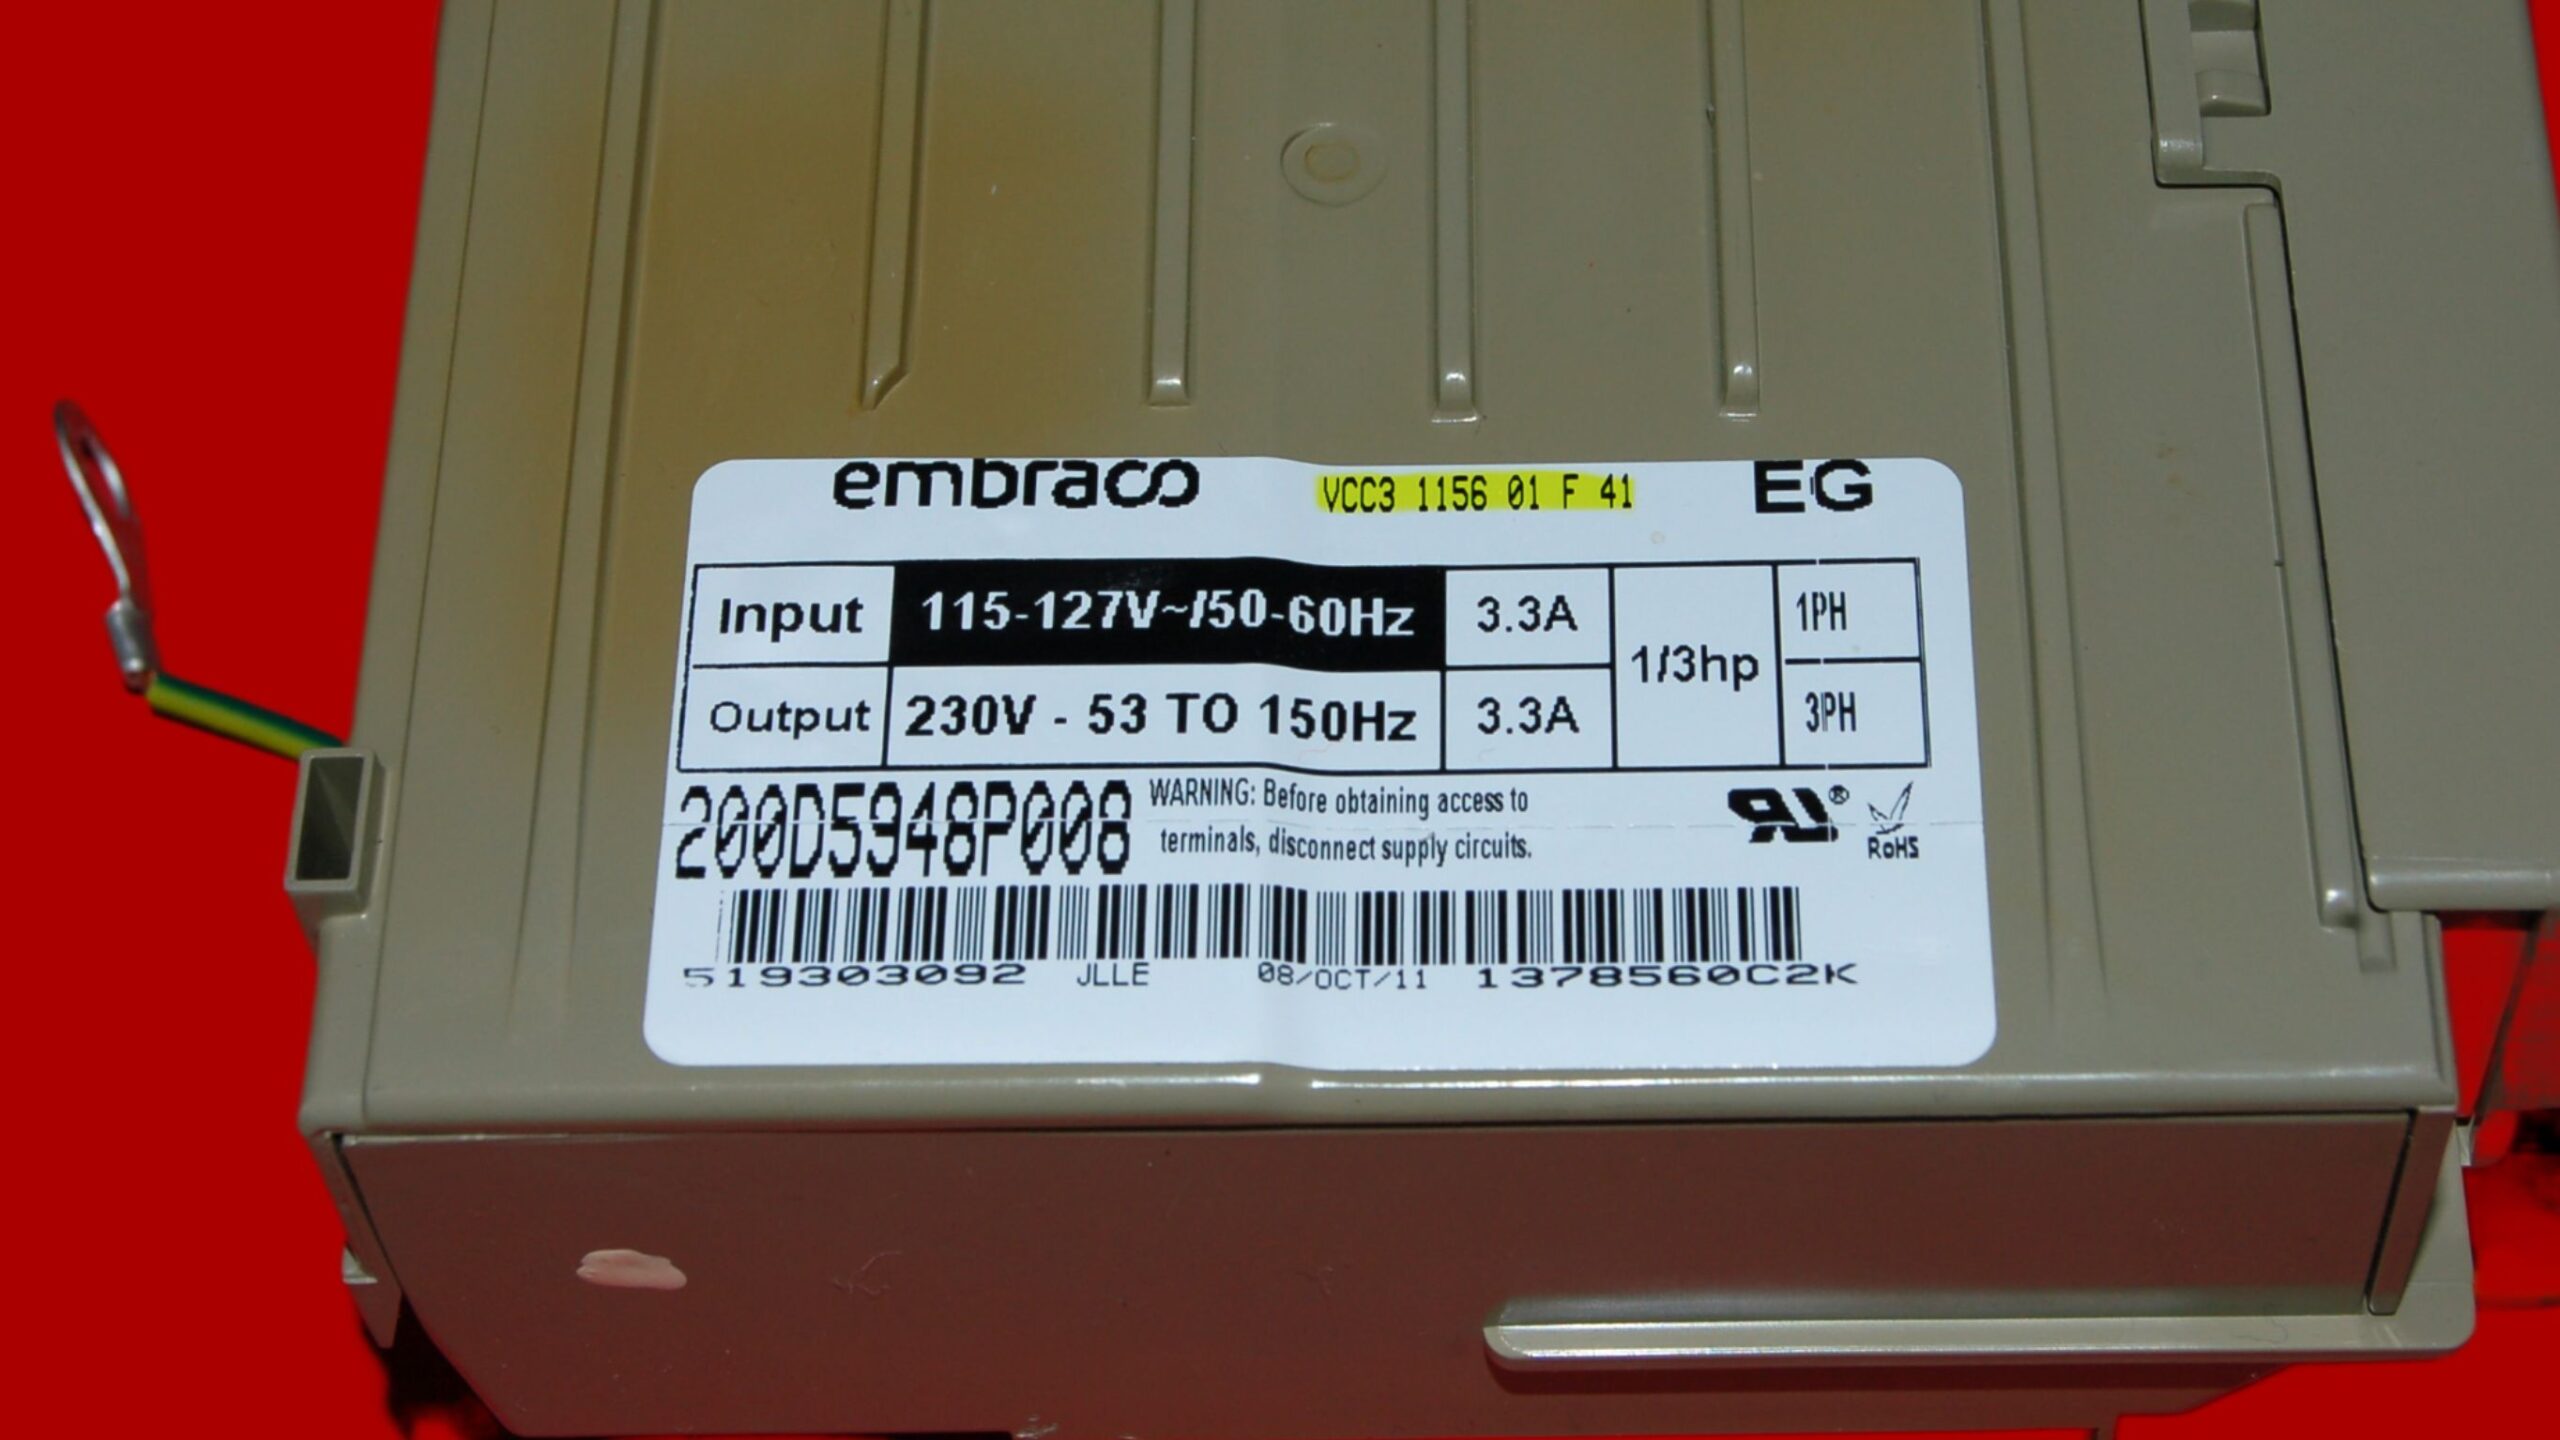 embraco VCC3 1156 01 F 41 EG
Input 115-127V~/50-60Hz 3.3A 1/3hp 1PH
Output 230V - 53 TO 150Hz 3.3A 3PH
200D5948P008 WARNING: Before obtaining access to
terminals, disconnect supply circuits.
RU® RoHS
519303092 JLLE 08/OCT/11 1378560C2K